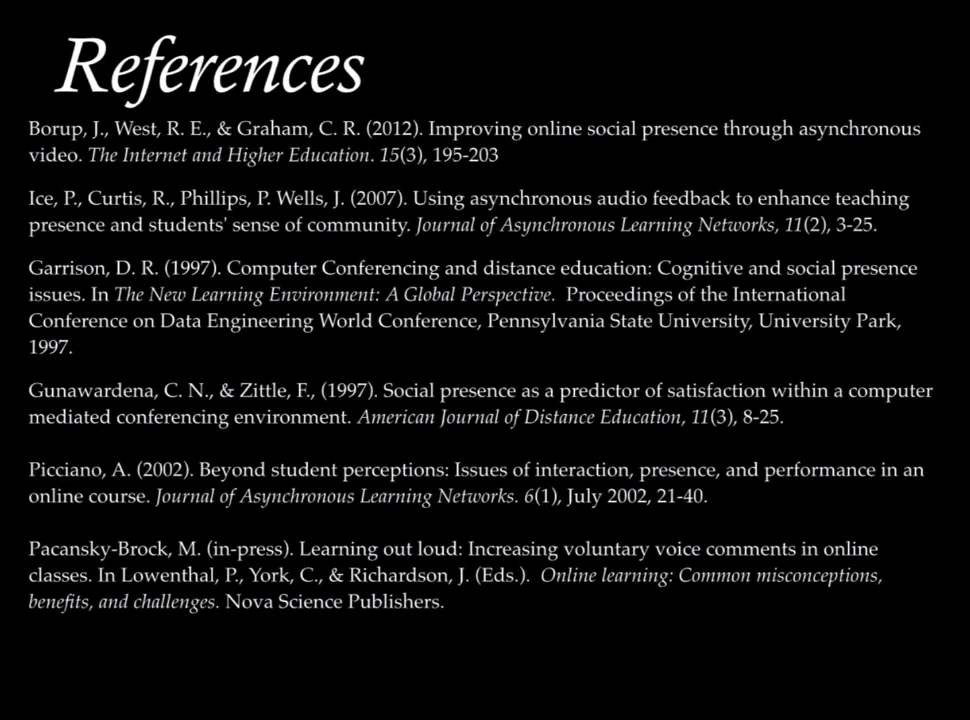 References
Borup, J., West, R. E., & Graham, C. R. (2012). Improving online social presence through asynchronous
video. The Internet and Higher Education. 15(3), 195-203
Ice, P., Curtis, R., Phillips, P. Wells, J. (2007). Using asynchronous audio feedback to enhance teaching
presence and students' sense of community. Journal of Asynchronous Learning Networks, 11(2), 3-25.
Garrison, D. R. (1997). Computer Conferencing and distance education: Cognitive and social presence
issues. In The New Learning Environment: A Global Perspective. Proceedings of the International
Conference on Data Engineering World Conference, Pennsylvania State University, University Park,
1997.
Gunawardena, C. N., & Zittle, F., (1997). Social presence as a predictor of satisfaction within a computer
mediated conferencing environment. American Journal of Distance Education, 11(3), 8-25.
Picciano, A. (2002). Beyond student perceptions: Issues of interaction, presence, and performance in an
online course. Journal of Asynchronous Learning Networks. 6(1), July 2002, 21-40.
Pacansky-Brock, M. (in-press). Learning out loud: Increasing voluntary voice comments in online
classes. In Lowenthal, P., York, C., & Richardson, J. (Eds.). Online learning: Common misconceptions,
benefits, and challenges. Nova Science Publishers.